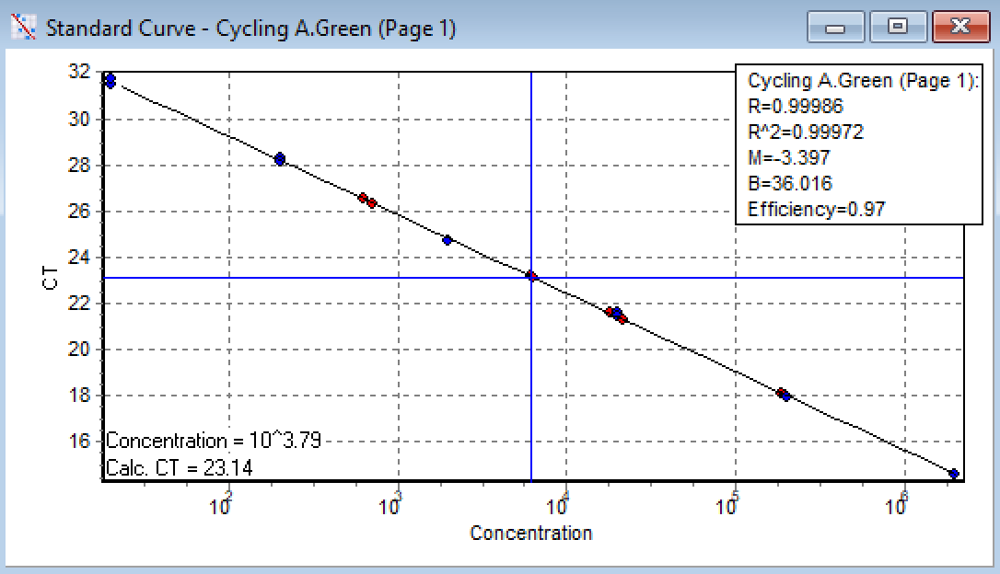 Standard Curve - Cycling A.Green (Page 1)
Cycling A.Green (Page 1):
R=0.99986
R^2=0.99972
M=-3.397
B=36.016
Efficiency=0.97
32
30
28
26
24
22
20
18
16
CT
Concentration = 10^3.79
Calc. CT = 23.14
10^2 10^3 10^4 10^5 10^6
Concentration